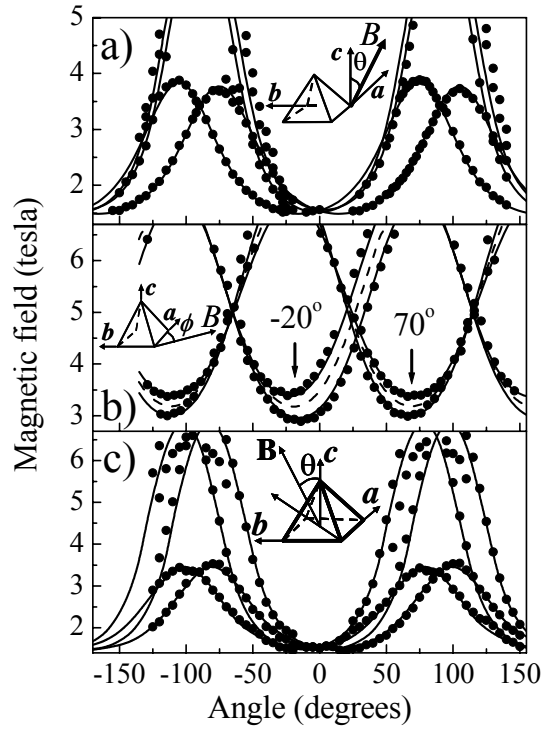 5
4
3
2
a)
c
B
θ
b
a
6
5
4
3
b)
c
a
ϕ
B
b
-20°
70°
6
5
4
3
2
c)
B
c
θ
a
b
-150 -100 -50 0 50 100 150
Angle (degrees)
Magnetic field (tesla)